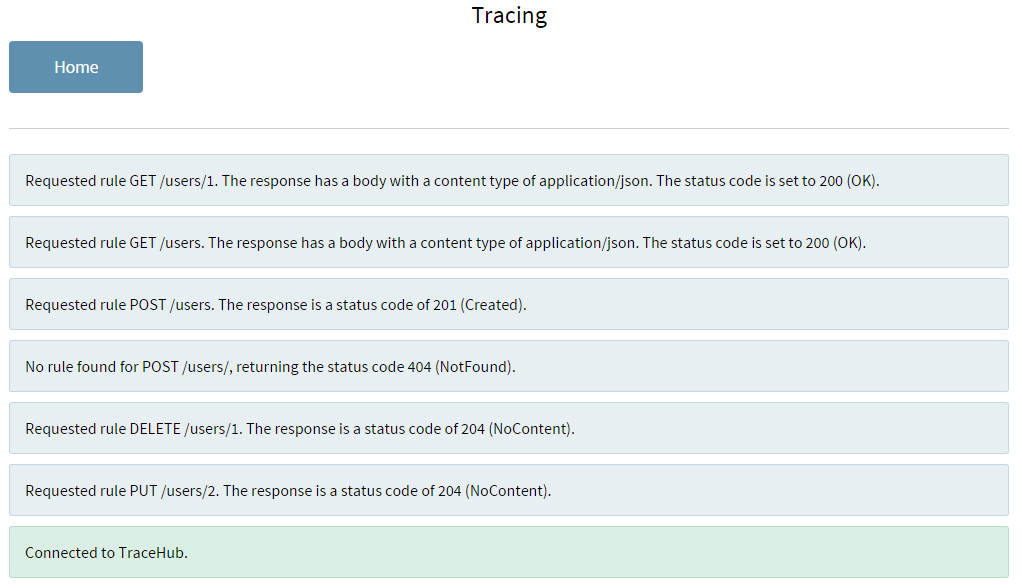 Tracing
Home
Requested rule GET /users/1. The response has a body with a content type of application/json. The status code is set to 200 (OK).
Requested rule GET /users. The response has a body with a content type of application/json. The status code is set to 200 (OK).
Requested rule POST /users. The response is a status code of 201 (Created).
No rule found for POST /users/, returning the status code 404 (NotFound).
Requested rule DELETE /users/1. The response is a status code of 204 (NoContent).
Requested rule PUT /users/2. The response is a status code of 204 (NoContent).
Connected to TraceHub.